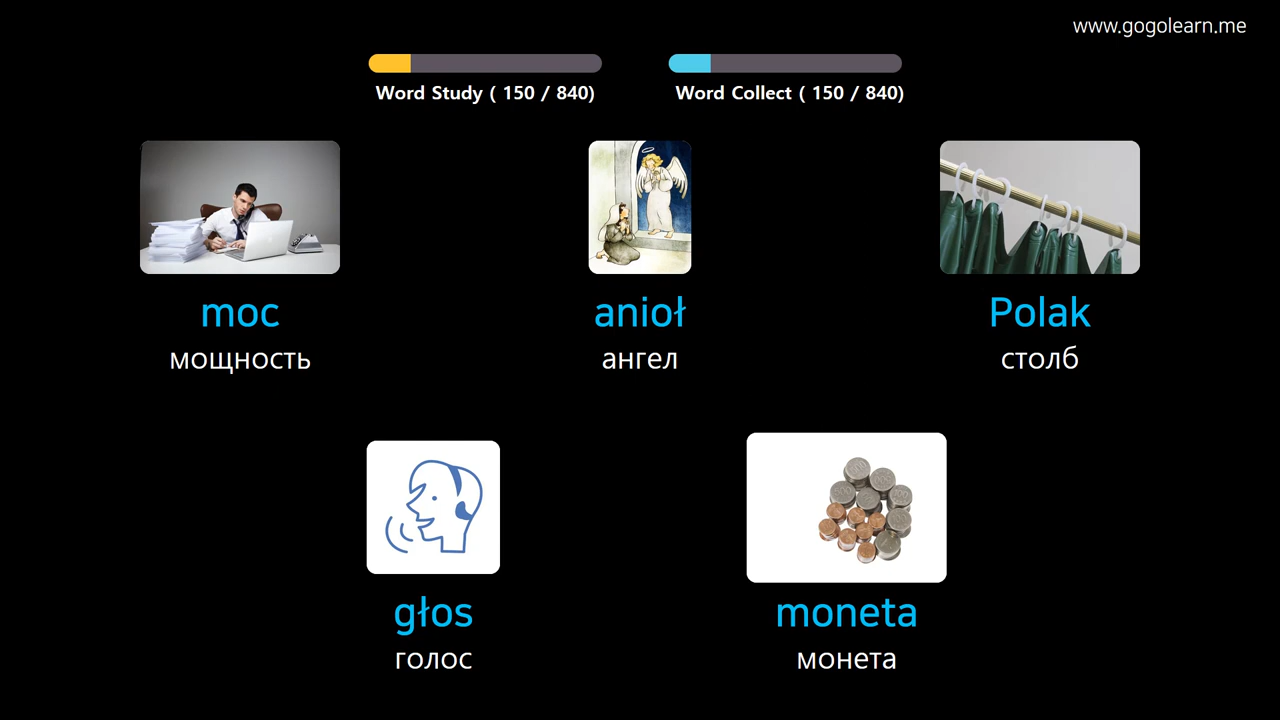 www.gogolearn.me
Word Study ( 150 / 840)
Word Collect ( 150 / 840)
moc
мощность
anioł
ангел
Polak
столб
głos
голос
moneta
монета